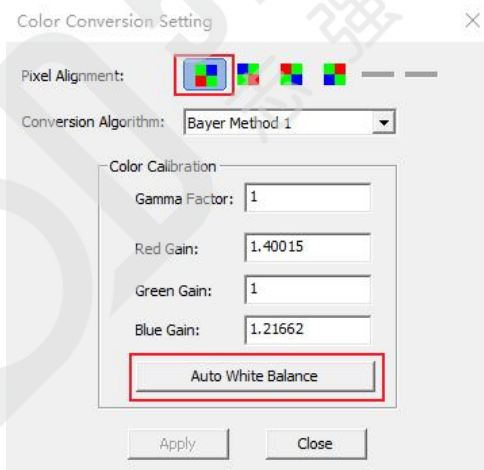 Color Conversion Setting
Pixel Alignment:
Conversion Algorithm: Bayer Method 1
Color Calibration
Gamma Factor: 1
Red Gain: 1.40015
Green Gain: 1
Blue Gain: 1.21662
Auto White Balance
Apply Close